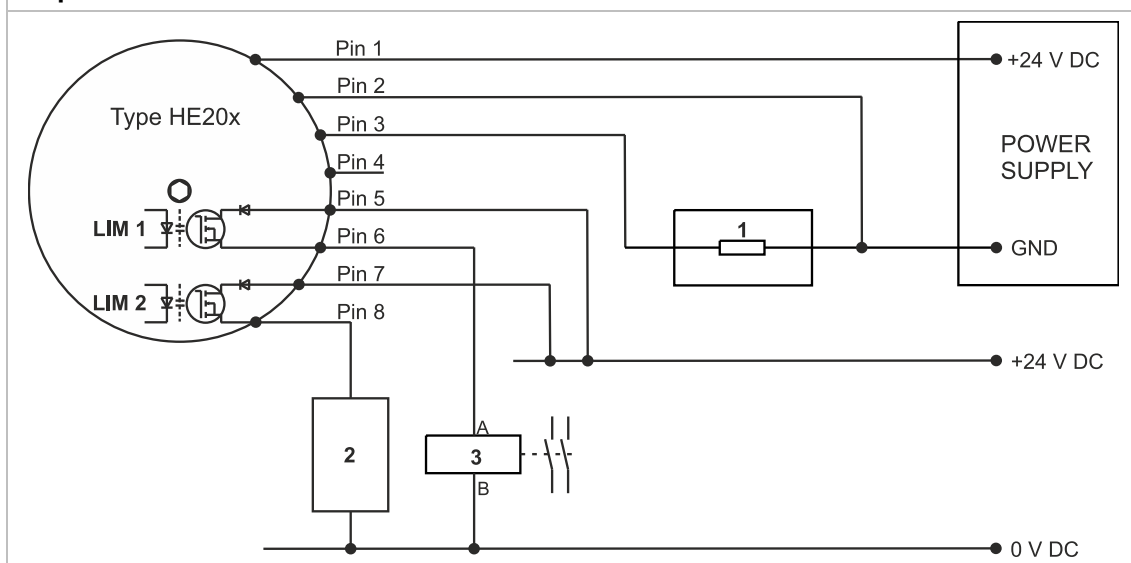 Pin 1
+24 V DC
Pin 2
Type HE20x
Pin 3
POWER
SUPPLY
Pin 4
Pin 5
LIM 1
1
Pin 6
GND
Pin 7
LIM 2
Pin 8
+24 V DC
A
2
3
B
0 V DC